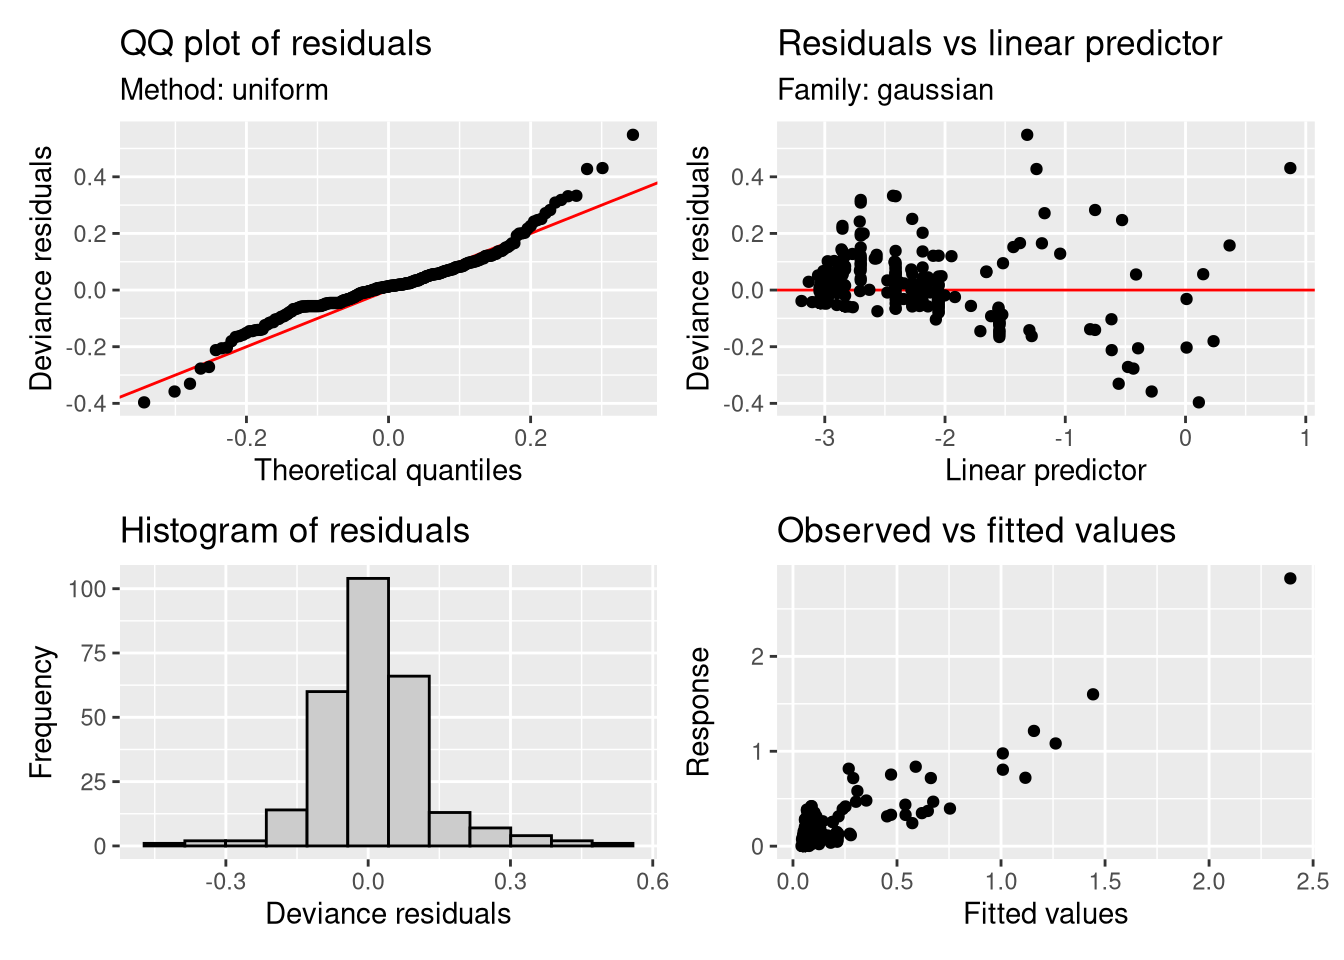 QQ plot of residuals
Method: uniform
Deviance residuals
0.4
0.2
0.0
-0.2
-0.4
-0.2
0.0
0.2
Theoretical quantiles
Residuals vs linear predictor
Family: gaussian
Deviance residuals
0.4
0.2
0.0
-0.2
-0.4
-3
-2
-1
0
1
Linear predictor
Histogram of residuals
Frequency
100
75
50
25
0
-0.3
0.0
0.3
0.6
Deviance residuals
Observed vs fitted values
Response
2
1
0
0.0
0.5
1.0
1.5
2.0
2.5
Fitted values